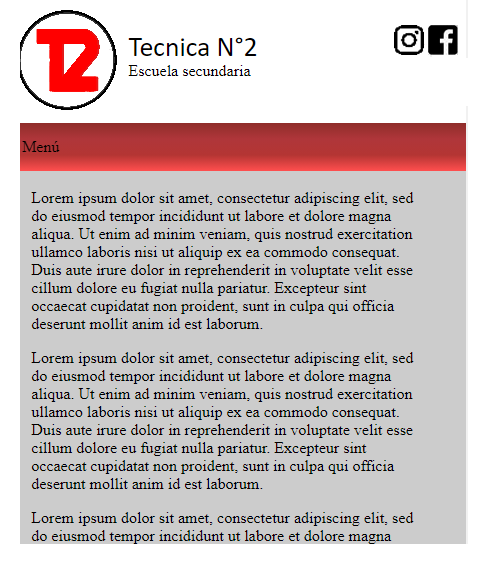 T2
Tecnica N°2
Escuela secundaria
Menú
Lorem ipsum dolor sit amet, consectetur adipiscing elit, sed
do eiusmod tempor incididunt ut labore et dolore magna
aliqua. Ut enim ad minim veniam, quis nostrud exercitation
ullamco laboris nisi ut aliquip ex ea commodo consequat.
Duis aute irure dolor in reprehenderit in voluptate velit esse
cillum dolore eu fugiat nulla pariatur. Excepteur sint
occaecat cupidatat non proident, sunt in culpa qui officia
deserunt mollit anim id est laborum.
Lorem ipsum dolor sit amet, consectetur adipiscing elit, sed
do eiusmod tempor incididunt ut labore et dolore magna
aliqua. Ut enim ad minim veniam, quis nostrud exercitation
ullamco laboris nisi ut aliquip ex ea commodo consequat.
Duis aute irure dolor in reprehenderit in voluptate velit esse
cillum dolore eu fugiat nulla pariatur. Excepteur sint
occaecat cupidatat non proident, sunt in culpa qui officia
deserunt mollit anim id est laborum.
Lorem ipsum dolor sit amet, consectetur adipiscing elit, sed
do eiusmod tempor incididunt ut labore et dolore magna